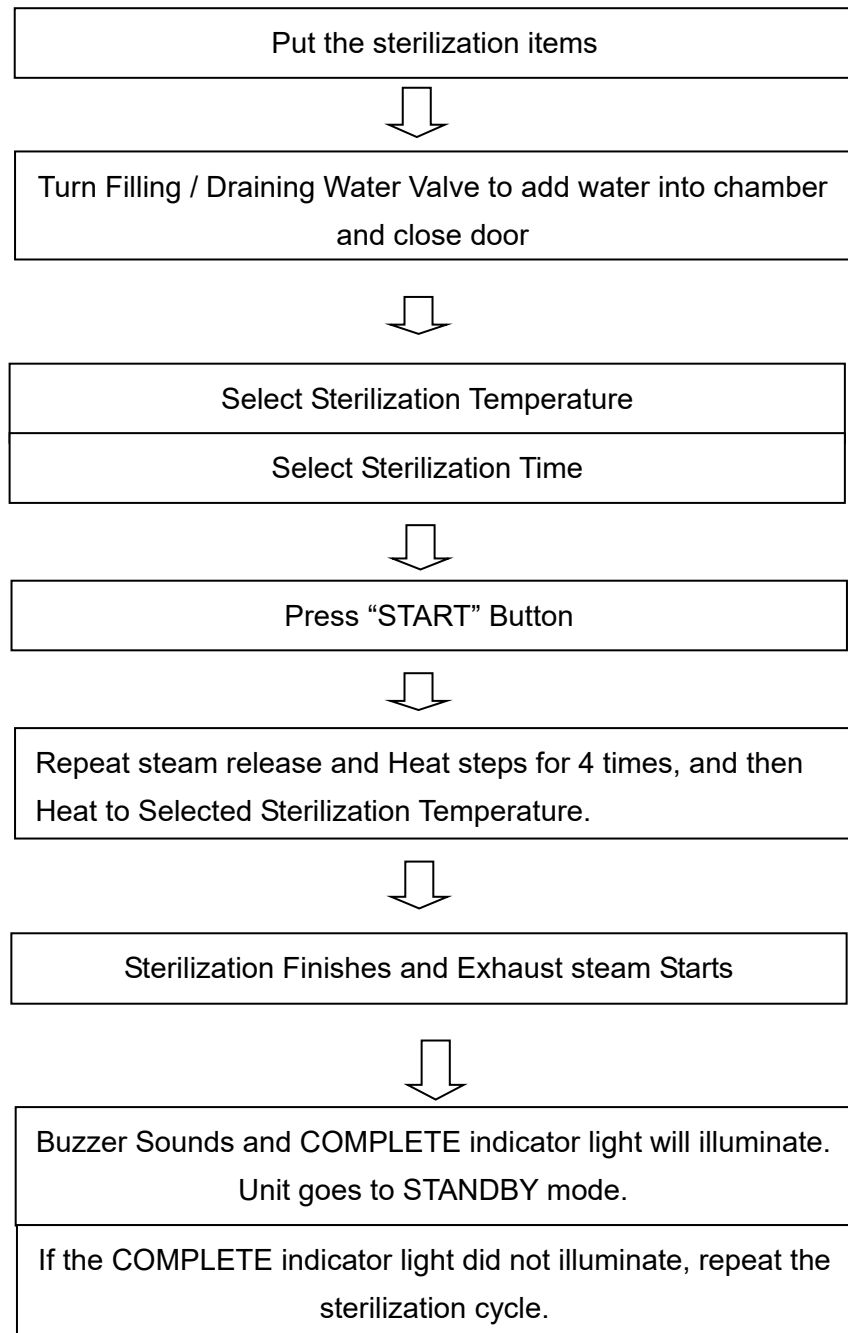 Put the sterilization items
Turn Filling / Draining Water Valve to add water into chamber
and close door
Select Sterilization Temperature
Select Sterilization Time
Press “START” Button
Repeat steam release and Heat steps for 4 times, and then
Heat to Selected Sterilization Temperature.
Sterilization Finishes and Exhaust steam Starts
Buzzer Sounds and COMPLETE indicator light will illuminate.
Unit goes to STANDBY mode.
If the COMPLETE indicator light did not illuminate, repeat the
sterilization cycle.